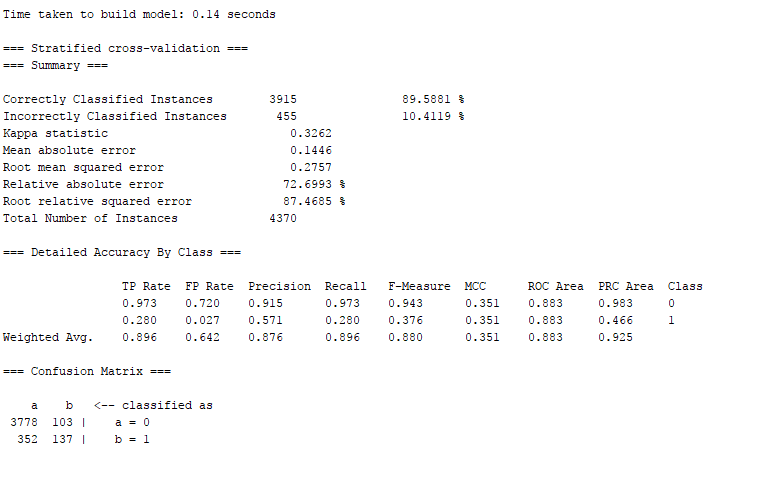 Time taken to build model: 0.14 seconds
=== Stratified cross-validation ===
=== Summary ===
Correctly Classified Instances 3915 89.5881 %
Incorrectly Classified Instances 455 10.4119 %
Kappa statistic 0.3262
Mean absolute error 0.1446
Root mean squared error 0.2757
Relative absolute error 72.6993 %
Root relative squared error 87.4685 %
Total Number of Instances 4370
=== Detailed Accuracy By Class ===
TP Rate FP Rate Precision Recall F-Measure MCC ROC Area PRC Area Class
0.973 0.720 0.915 0.973 0.943 0.351 0.883 0.983 0
0.280 0.027 0.571 0.280 0.376 0.351 0.883 0.466 1
Weighted Avg. 0.896 0.642 0.876 0.896 0.880 0.351 0.883 0.925
=== Confusion Matrix ===
a b <-- classified as
3778 103 | a = 0
352 137 | b = 1